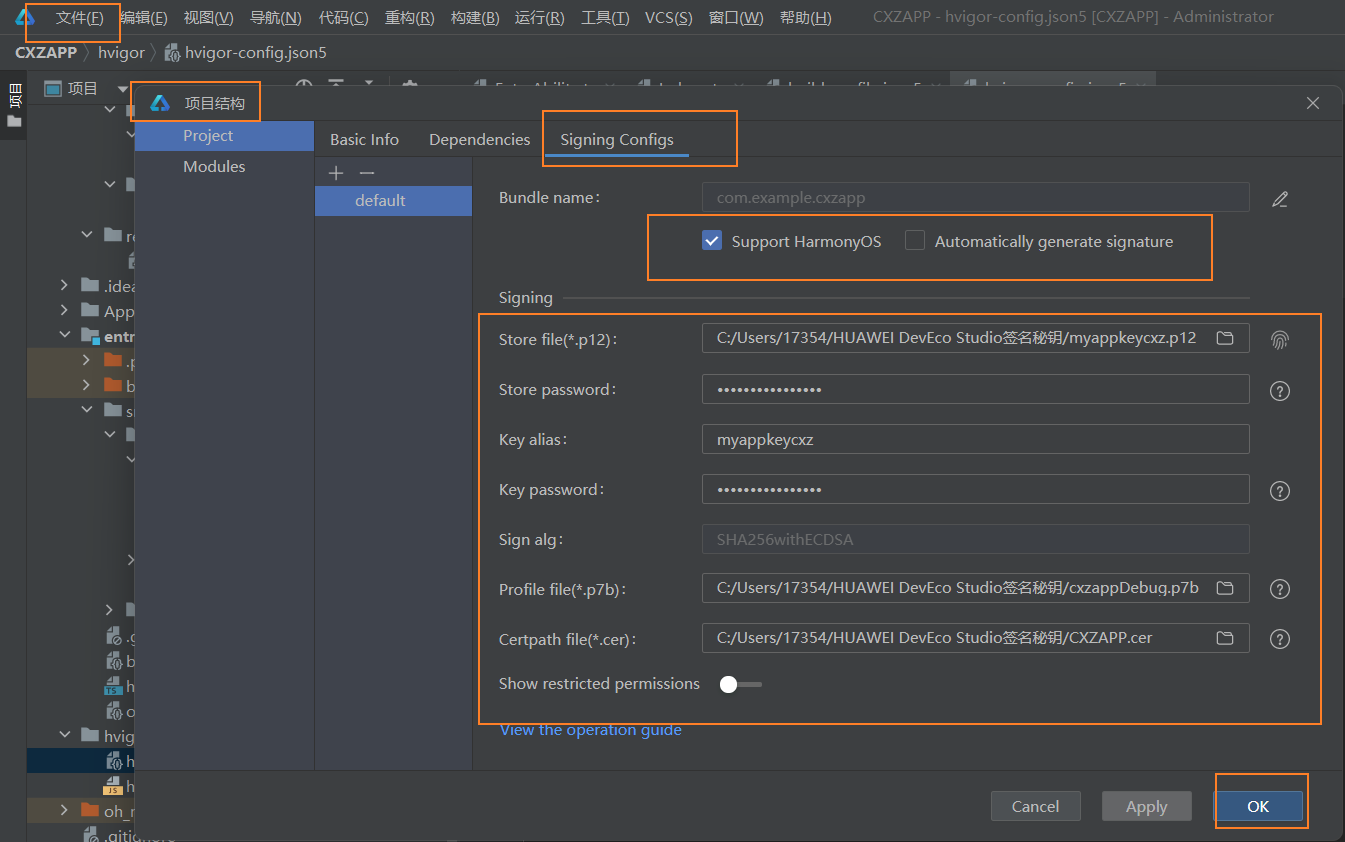 文件(F) 编辑(E) 视图(V) 导航(N) 代码(C) 重构(R) 构建(B) 运行(R) 工具(T) VCS(S) 窗口(W) 帮助(H) CXZAPP - hvigor-config.json5 [CXZAPP] - Administrator
CXZAPP hvigor hvigor-config.json5
项目
项目
项目结构
Project
Modules
Basic Info Dependencies Signing Configs
default
Bundle name: com.example.cxzapp
Support HarmonyOS Automatically generate signature
Signing
Store file(*.p12): C:/Users/17354/HUAWEI DevEco Studio签名秘钥/myappkeycxz.p12
Store password: ••••••••••••••••
Key alias: myappkeycxz
Key password: ••••••••••••••••
Sign alg: SHA256withECDSA
Profile file(*.p7b): C:/Users/17354/HUAWEI DevEco Studio签名秘钥/cxzappDebug.p7b
Certpath file(*.cer): C:/Users/17354/HUAWEI DevEco Studio签名秘钥/CXZAPP.cer
Show restricted permissions
View the operation guide
Cancel Apply OK
re
.idea
App
entr
b
s
.g
b
TS h
o
hvig
h
JS h
oh_r
.gitignore